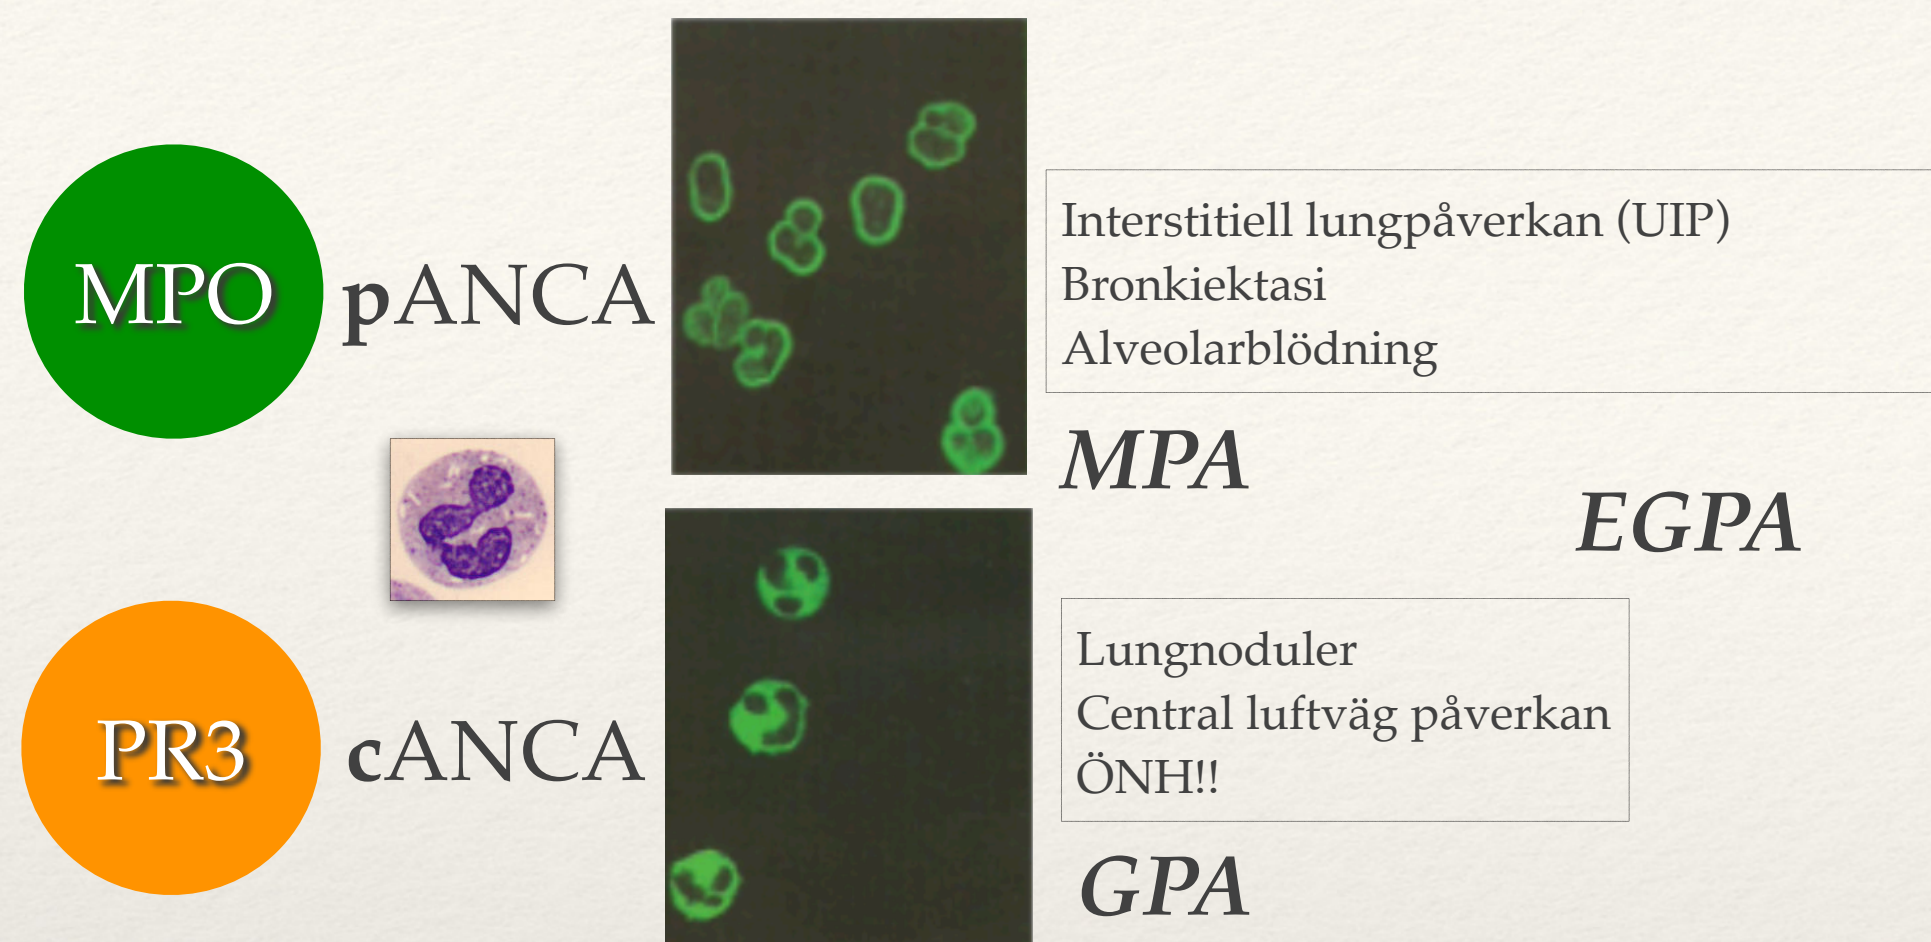 MPO
pANCA
Interstitiell lungpåverkan (UIP)
Bronkiektasi
Alveolarblödning
MPA
EGPA
PR3
cANCA
Lungnoduler
Central luftväg påverkan
ÖNH!!
GPA